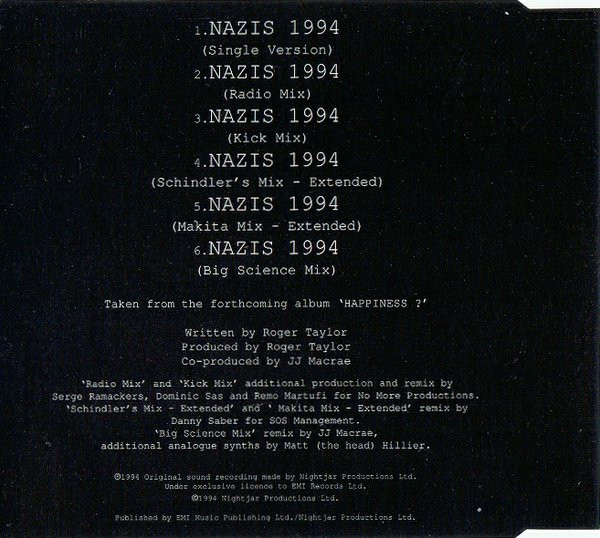 1.NAZIS 1994
(Single Version)
2.NAZIS 1994
(Radio Mix)
3.NAZIS 1994
(Kick Mix)
4.NAZIS 1994
(Schindler's Mix - Extended)
5.NAZIS 1994
(Makita Mix - Extended)
6.NAZIS 1994
(Big Science Mix)
Taken from the forthcoming album 'HAPPINESS ?'
Written by Roger Taylor
Produced by Roger Taylor
Co-produced by JJ Macrae
'Radio Mix' and 'Kick Mix' additional production and remix by
Serge Ramackers, Dominic Sas and Remo Martufi for No More Productions.
'Schindler's Mix - Extended' and ' Makita Mix - Extended' remix by
Danny Saber for SOS Management.
'Big Science Mix' remix by JJ Macrae,
additional analogue synths by Matt (the head) Hillier.
℗1994 Original sound recording made by Nightjar Productions Ltd.
Under exclusive licence to EMI Records Ltd.
©1994 Nightjar Productions Ltd.
Published by EMI Music Publishing Ltd./Nightjar Productions Ltd.